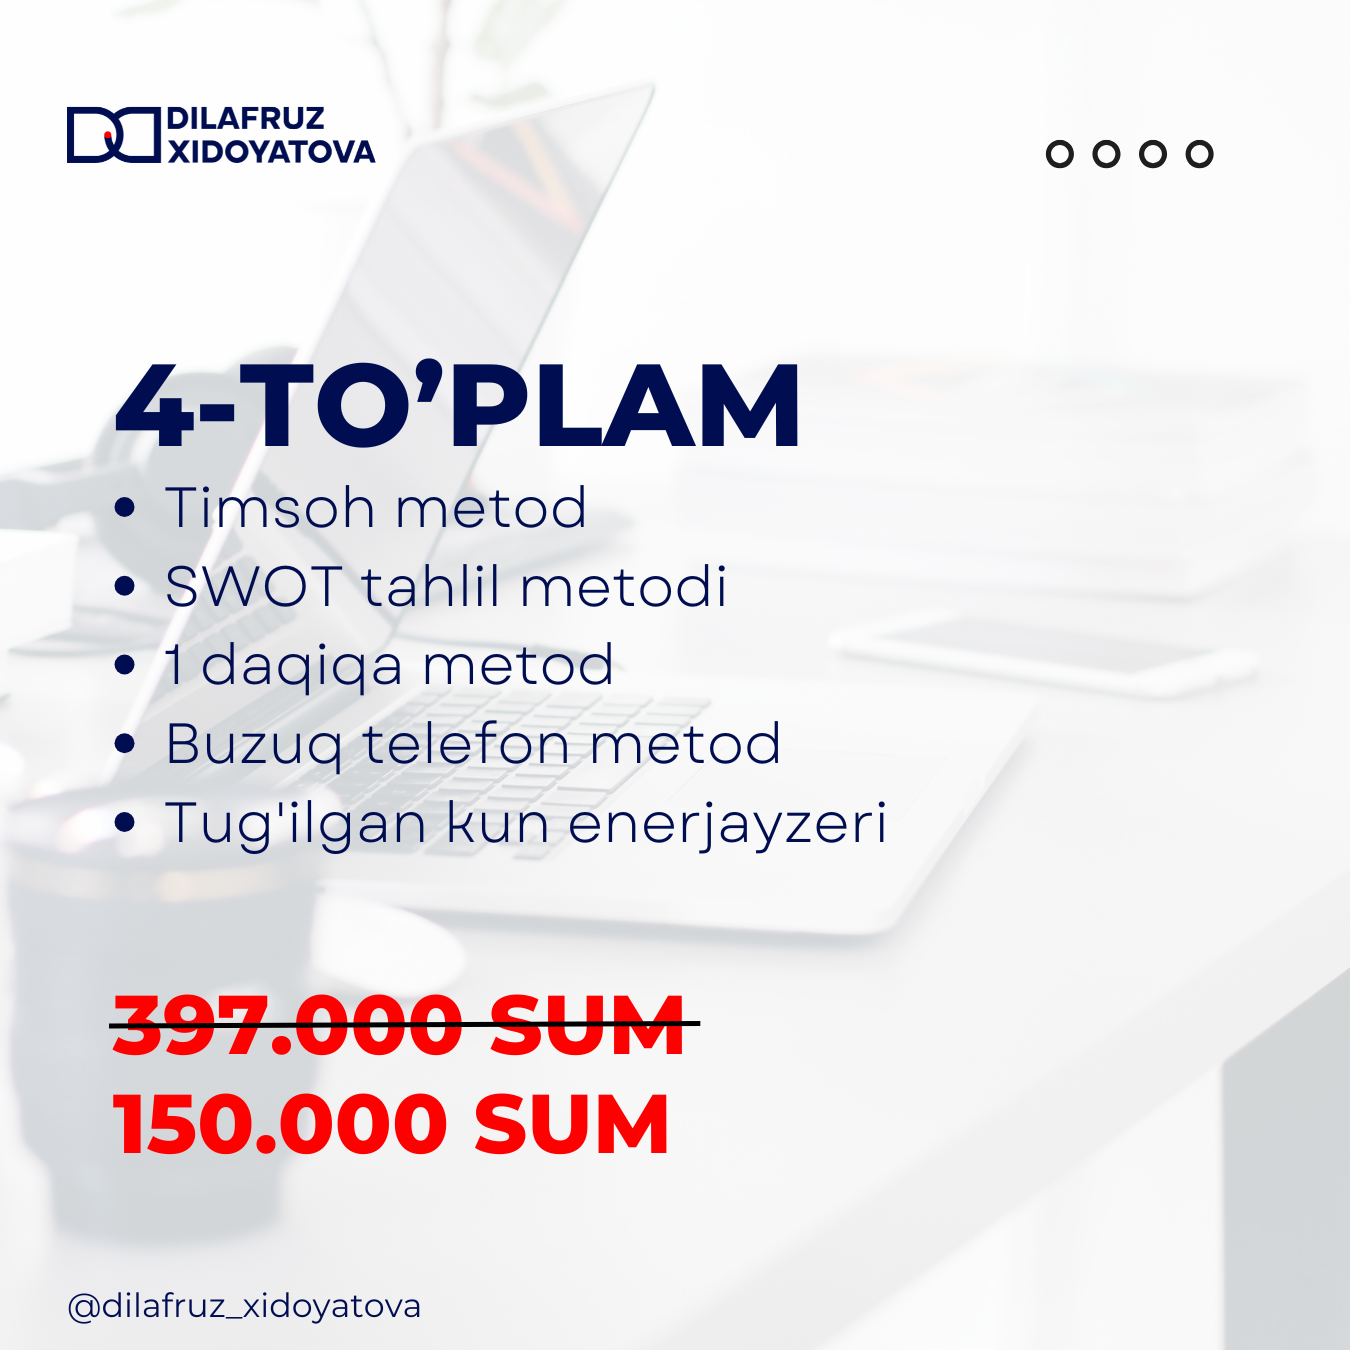 DILAFRUZ
XIDOYATOVA
4-TO’PLAM
• Timsoh metod
• SWOT tahlil metodi
• 1 daqiqa metod
• Buzuq telefon metod
• Tug'ilgan kun enerjayzeri
397.000 SUM
150.000 SUM
@dilafruz_xidoyatova